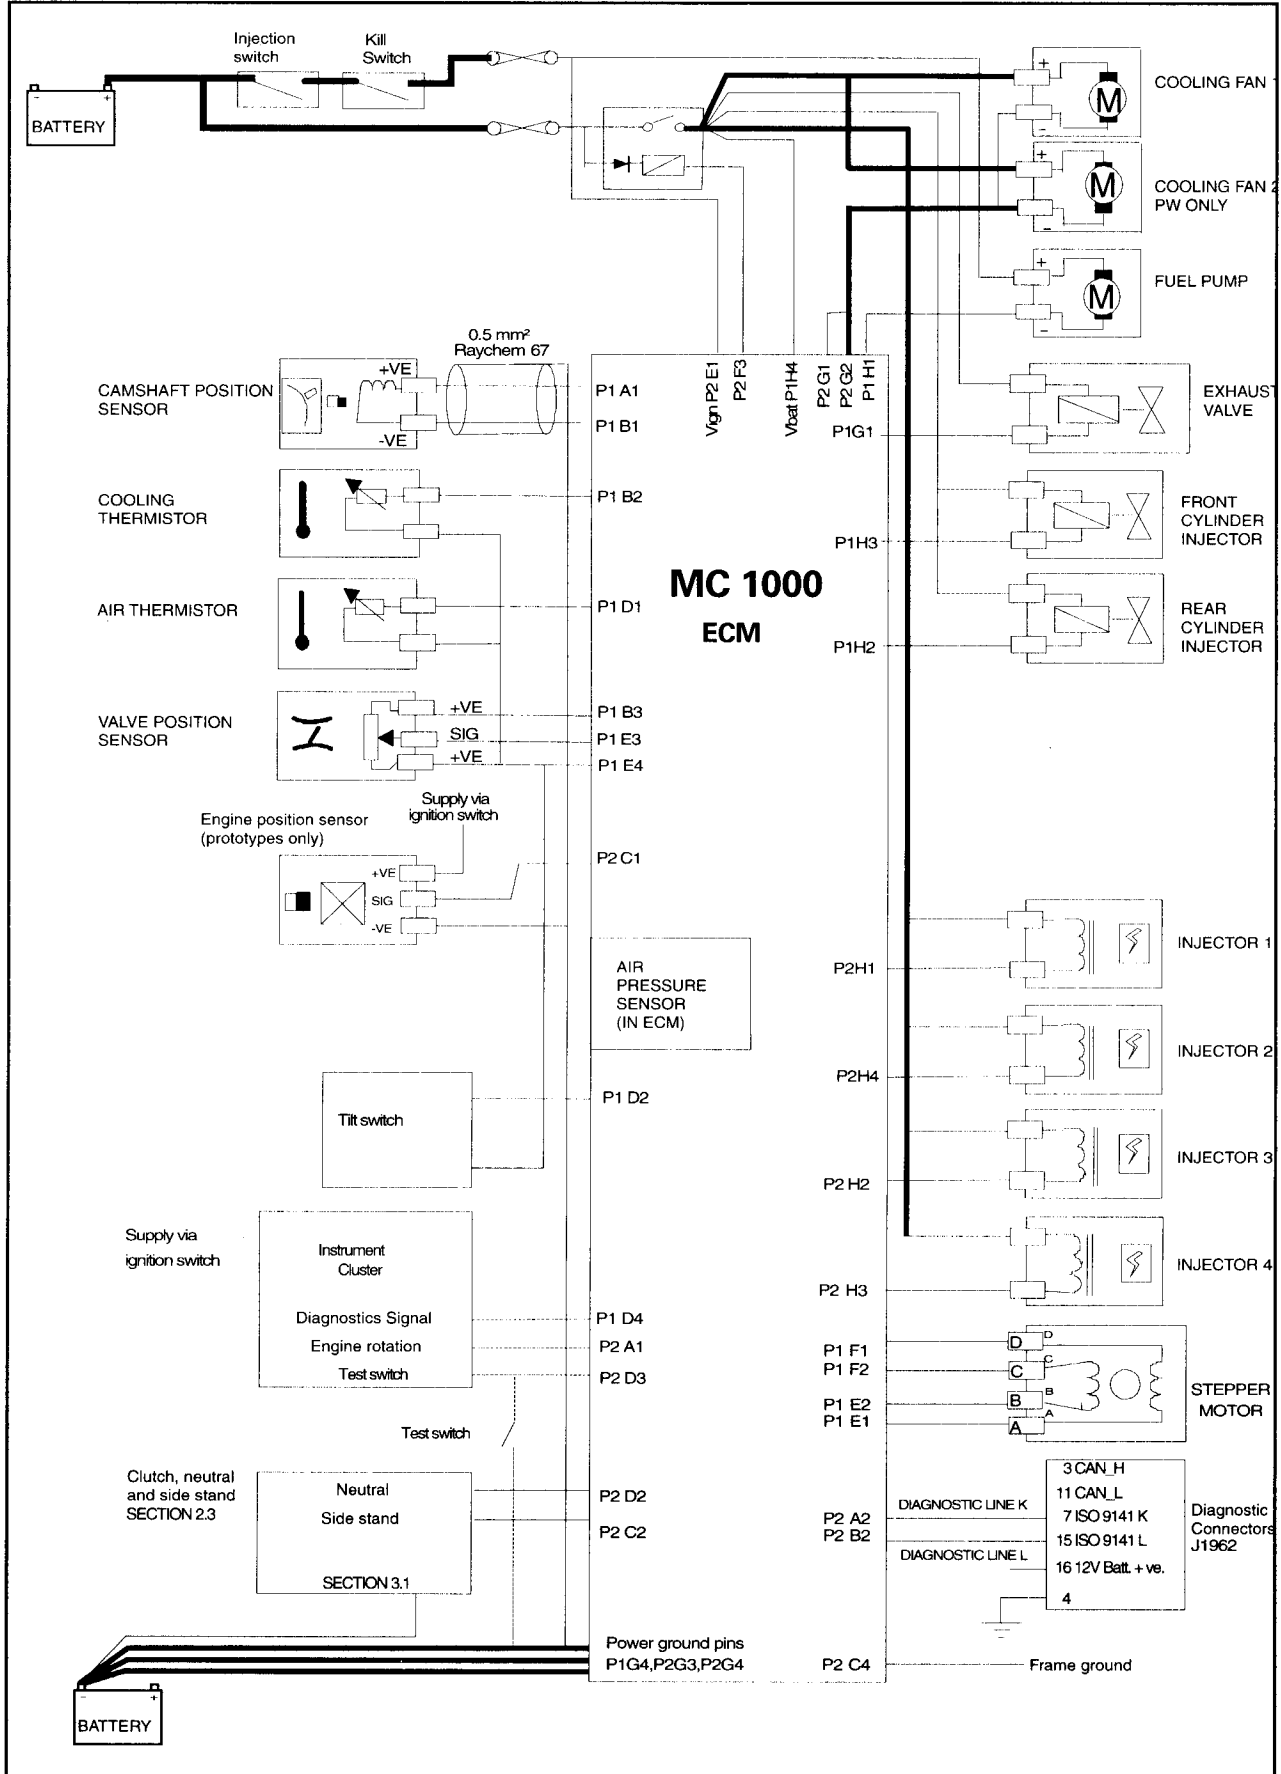 Injection
switch
Kill
Switch
- +
BATTERY
+
M
-
COOLING FAN 1
+
M
-
COOLING FAN 2
PW ONLY
+
M
-
FUEL PUMP
0.5 mm²
Raychem 67
CAMSHAFT POSITION
SENSOR
+VE
-VE
P1 A1
P1 B1
Vign P2 E1
P2 F3
Vbat P1H4
P2 G1
P2 G2
P1 H1
P1G1
EXHAUST
VALVE
COOLING
THERMISTOR
P1 B2
P1H3
FRONT
CYLINDER
INJECTOR
MC 1000
ECM
AIR THERMISTOR
P1 D1
P1H2
REAR
CYLINDER
INJECTOR
VALVE POSITION
SENSOR
+VE
SIG
+VE
P1 B3
P1 E3
P1 E4
Supply via
ignition switch
Engine position sensor
(prototypes only)
+VE
SIG
-VE
P2 C1
AIR
PRESSURE
SENSOR
(IN ECM)
P2H1
INJECTOR 1
P2H4
INJECTOR 2
Tilt switch
P1 D2
P2 H2
INJECTOR 3
Supply via
ignition switch
Instrument
Cluster
Diagnostics Signal
Engine rotation
Test switch
P1 D4
P2 A1
P2 D3
P2 H3
INJECTOR 4
P1 F1
P1 F2
P1 E2
P1 E1
D D
C C
B B
A A
STEPPER
MOTOR
Test switch
Clutch, neutral
and side stand
SECTION 2.3
Neutral
Side stand
SECTION 3.1
P2 D2
P2 C2
P2 A2
P2 B2
DIAGNOSTIC LINE K
DIAGNOSTIC LINE L
3 CAN_H
11 CAN_L
7 ISO 9141 K
15 ISO 9141 L
16 12V Batt. + ve.
4
Diagnostic
Connectors
J1962
Power ground pins
P1G4,P2G3,P2G4
P2 C4
Frame ground
- +
BATTERY